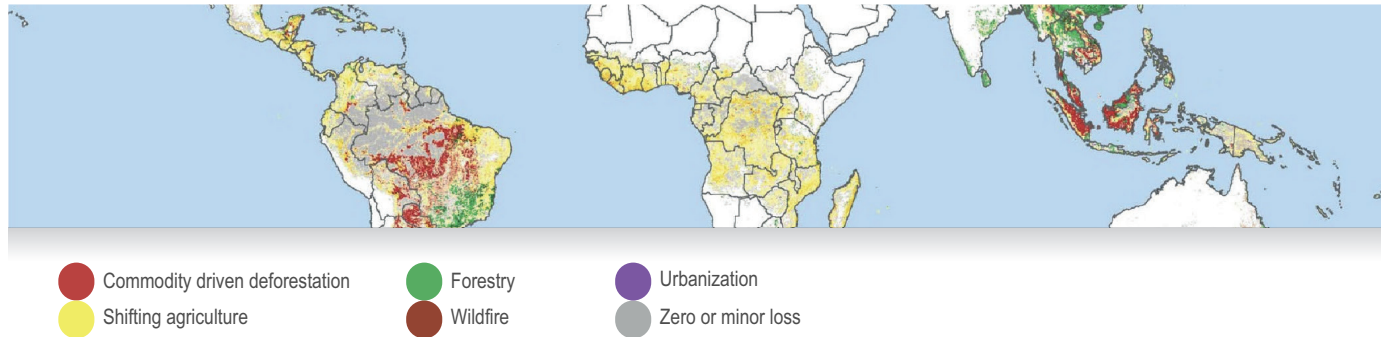 Commodity driven deforestation
Shifting agriculture
Forestry
Wildfire
Urbanization
Zero or minor loss